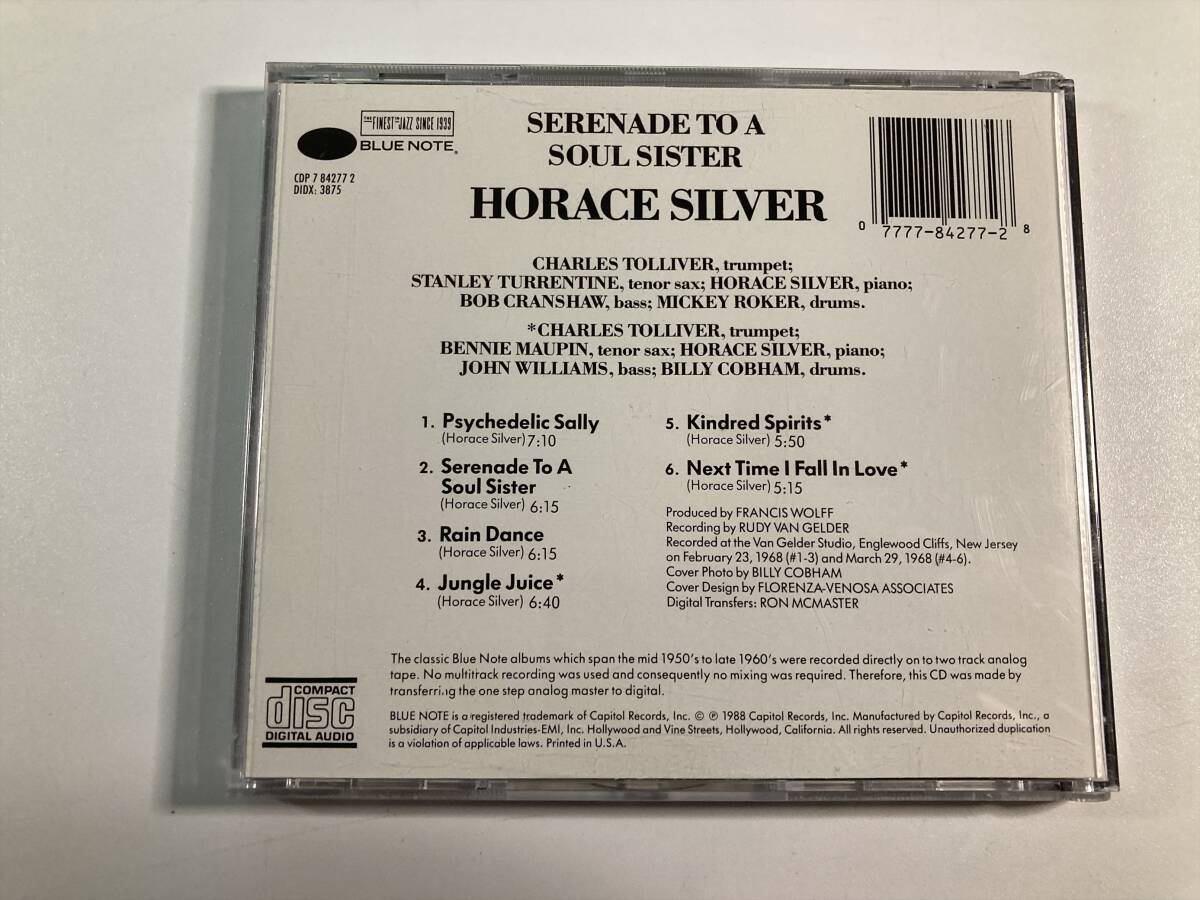 THE FINEST IN JAZZ SINCE 1939
BLUE NOTE®
CDP 7 84277 2
DIDX: 3875
SERENADE TO A
SOUL SISTER
HORACE SILVER
0 7777-84277-2 8
CHARLES TOLLIVER, trumpet;
STANLEY TURRENTINE, tenor sax; HORACE SILVER, piano;
BOB CRANSHAW, bass; MICKEY ROKER, drums.
*CHARLES TOLLIVER, trumpet;
BENNIE MAUPIN, tenor sax; HORACE SILVER, piano;
JOHN WILLIAMS, bass; BILLY COBHAM, drums.
1. Psychedelic Sally
(Horace Silver) 7:10
2. Serenade To A
Soul Sister
(Horace Silver) 6:15
3. Rain Dance
(Horace Silver) 6:15
4. Jungle Juice*
(Horace Silver) 6:40
5. Kindred Spirits*
(Horace Silver) 5:50
6. Next Time I Fall In Love*
(Horace Silver) 5:15
Produced by FRANCIS WOLFF
Recording by RUDY VAN GELDER
Recorded at the Van Gelder Studio, Englewood Cliffs, New Jersey
on February 23, 1968 (#1-3) and March 29, 1968 (#4-6).
Cover Photo by BILLY COBHAM
Cover Design by FLORENZA-VENOSA ASSOCIATES
Digital Transfers: RON MCMASTER
The classic Blue Note albums which span the mid 1950's to late 1960's were recorded directly on to two track analog
tape. No multitrack recording was used and consequently no mixing was required. Therefore, this CD was made by
transferring the one step analog master to digital.
COMPACT
disc
DIGITAL AUDIO
BLUE NOTE is a registered trademark of Capitol Records, Inc. © ℗ 1988 Capitol Records, Inc. Manufactured by Capitol Records, Inc., a
subsidiary of Capitol Industries-EMI, Inc. Hollywood and Vine Streets, Hollywood, California. All rights reserved. Unauthorized duplication
is a violation of applicable laws. Printed in U.S.A.